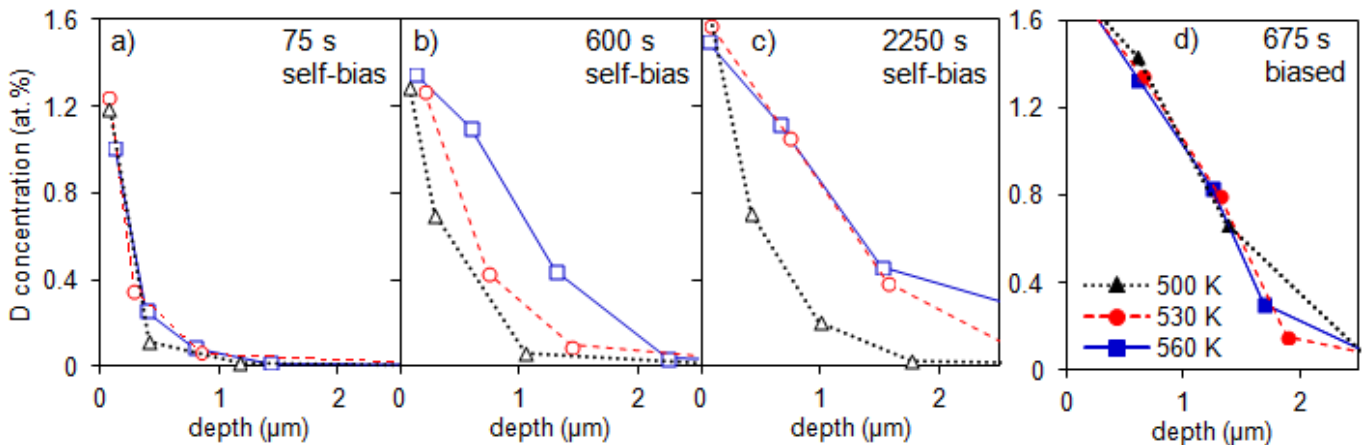 a) 75 s
self-bias
b) 600 s
self-bias
c) 2250 s
self-bias
d) 675 s
biased
D concentration (at.%)
1.6
1.2
0.8
0.4
0
0 1 2
depth (µm)
0 1 2
depth (µm)
0 1 2
depth (µm)
1.6
1.2
0.8
0.4
0
500 K
530 K
560 K
0 1 2
depth (µm)